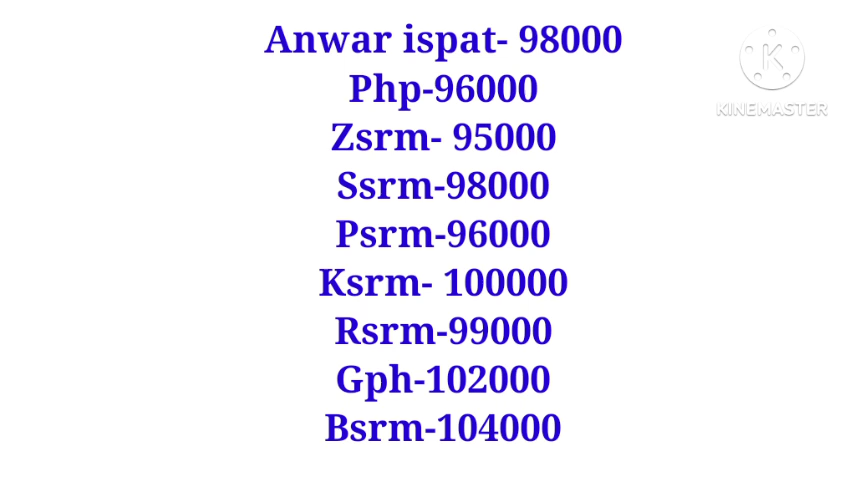 Anwar ispat- 98000
Php-96000
Zsrm- 95000
Ssrm-98000
Psrm-96000
Ksrm- 100000
Rsrm-99000
Gph-102000
Bsrm-104000
K
KINEMASTER